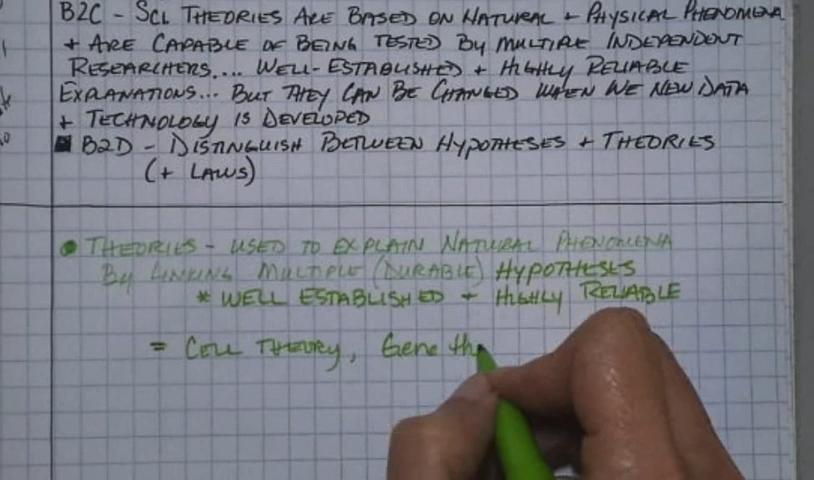 B2C - SCI THEORIES ARE BASED ON NATURAL + PHYSICAL PHENOMENA
+ ARE CAPABLE OF BEING TESTED BY MULTIPLE INDEPENDENT
RESEARCHERS.... WELL-ESTABLISHED + HIGHLY RELIABLE
EXPLANATIONS... BUT THEY CAN BE CHANGED WHEN WE NEW DATA
+ TECHNOLOGY IS DEVELOPED
B2D - DISTINGUISH BETWEEN HYPOTHESES + THEORIES
(+ LAWS)
THEORIES - USED TO EXPLAIN NATURAL PHENOMENA
BY LINKING MULTIPLE (DURABLE) HYPOTHESES
* WELL ESTABLISHED + HIGHLY RELIABLE
= CELL THEORY, Gene th